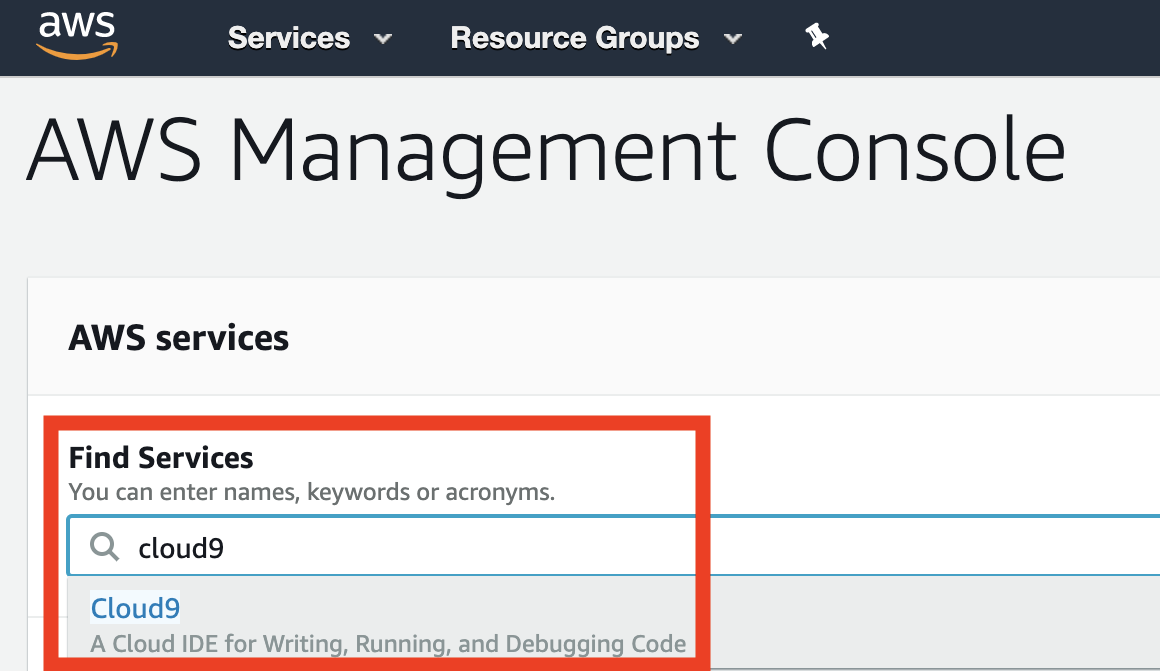 aws
Services Resource Groups
AWS Management Console
AWS services
Find Services
You can enter names, keywords or acronyms.
cloud9
Cloud9
A Cloud IDE for Writing, Running, and Debugging Code